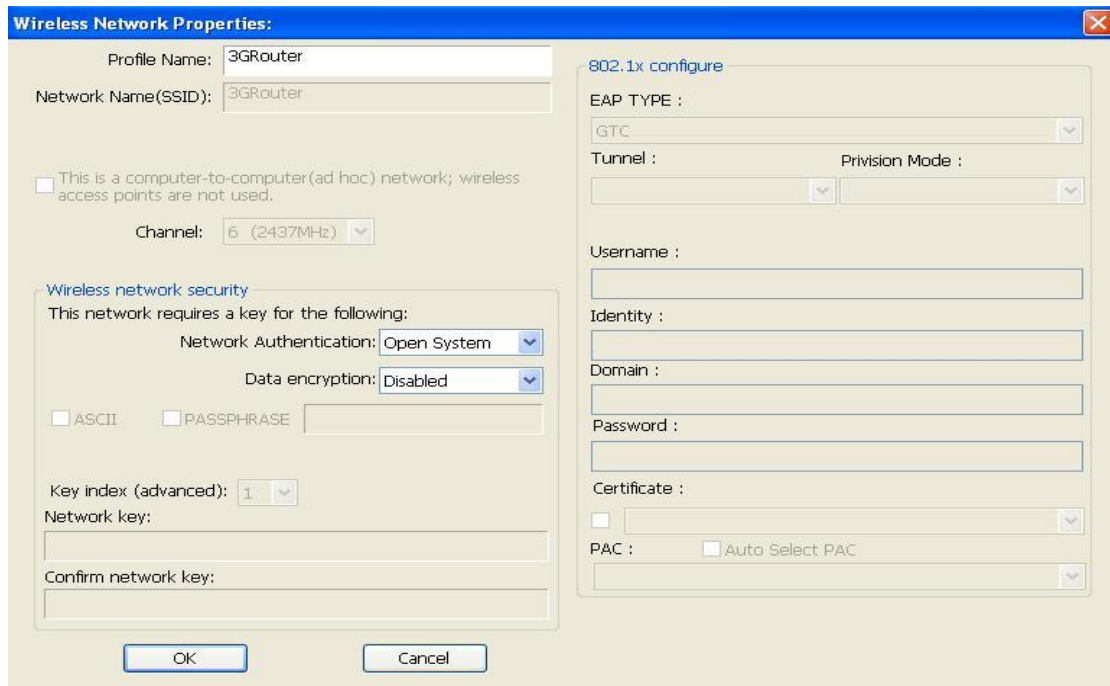 Wireless Network Properties:
Profile Name: 3GRouter
Network Name(SSID): 3GRouter
This is a computer-to-computer(ad hoc) network; wireless
access points are not used.
Channel: 6 (2437MHz)
Wireless network security
This network requires a key for the following:
Network Authentication: Open System
Data encryption: Disabled
ASCII PASSPHRASE
Key index (advanced): 1
Network key:
Confirm network key:
OK Cancel
802.1x configure
EAP TYPE :
GTC
Tunnel : Privision Mode :
Username :
Identity :
Domain :
Password :
Certificate :
PAC : Auto Select PAC